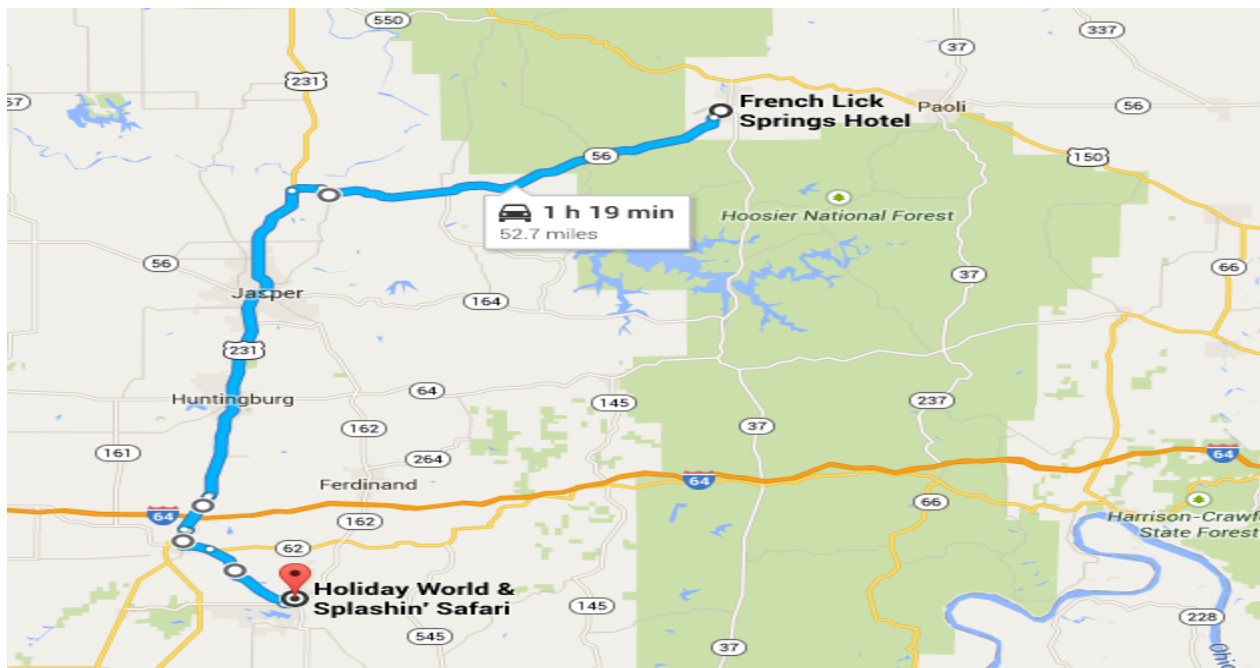 550
37
337
231
57
French Lick
Springs Hotel
Paoli
56
56
150
1 h 19 min
52.7 miles
Hoosier National Forest
56
66
37
Jasper
164
231
64
Huntingburg
145
237
37
162
161
264
64
Ferdinand
64
66
64
162
Harrison-Crawf
State Forest
62
Holiday World &
Splashin' Safari
145
228
545
37
Ohio